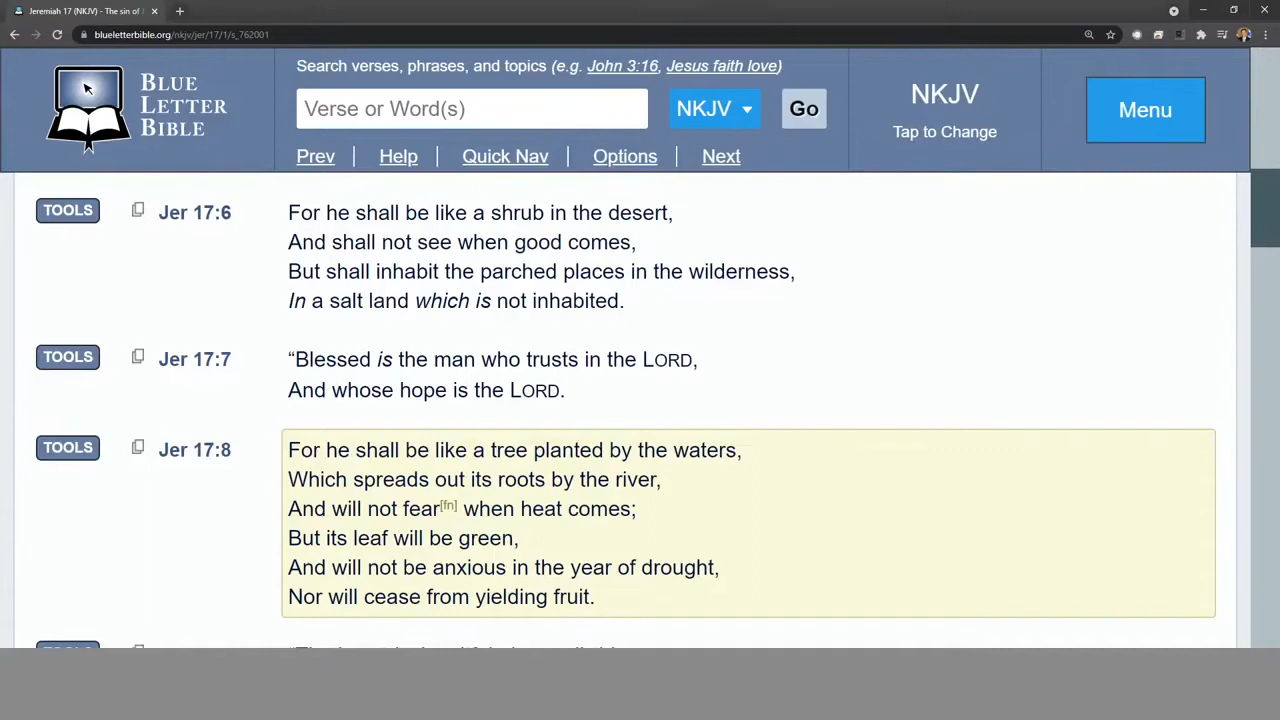 Jeremiah 17 (NKJV) - The sin of J
blueletterbible.org/nkjv/jer/17/1/s_762001
BLUE
LETTER
BIBLE
Search verses, phrases, and topics (e.g. John 3:16, Jesus faith love)
Verse or Word(s)
NKJV
Go
Prev | Help | Quick Nav | Options | Next
NKJV
Tap to Change
Menu
TOOLS Jer 17:6 For he shall be like a shrub in the desert,
And shall not see when good comes,
But shall inhabit the parched places in the wilderness,
In a salt land which is not inhabited.
TOOLS Jer 17:7 “Blessed is the man who trusts in the LORD,
And whose hope is the LORD.
TOOLS Jer 17:8 For he shall be like a tree planted by the waters,
Which spreads out its roots by the river,
And will not fear[fn] when heat comes;
But its leaf will be green,
And will not be anxious in the year of drought,
Nor will cease from yielding fruit.